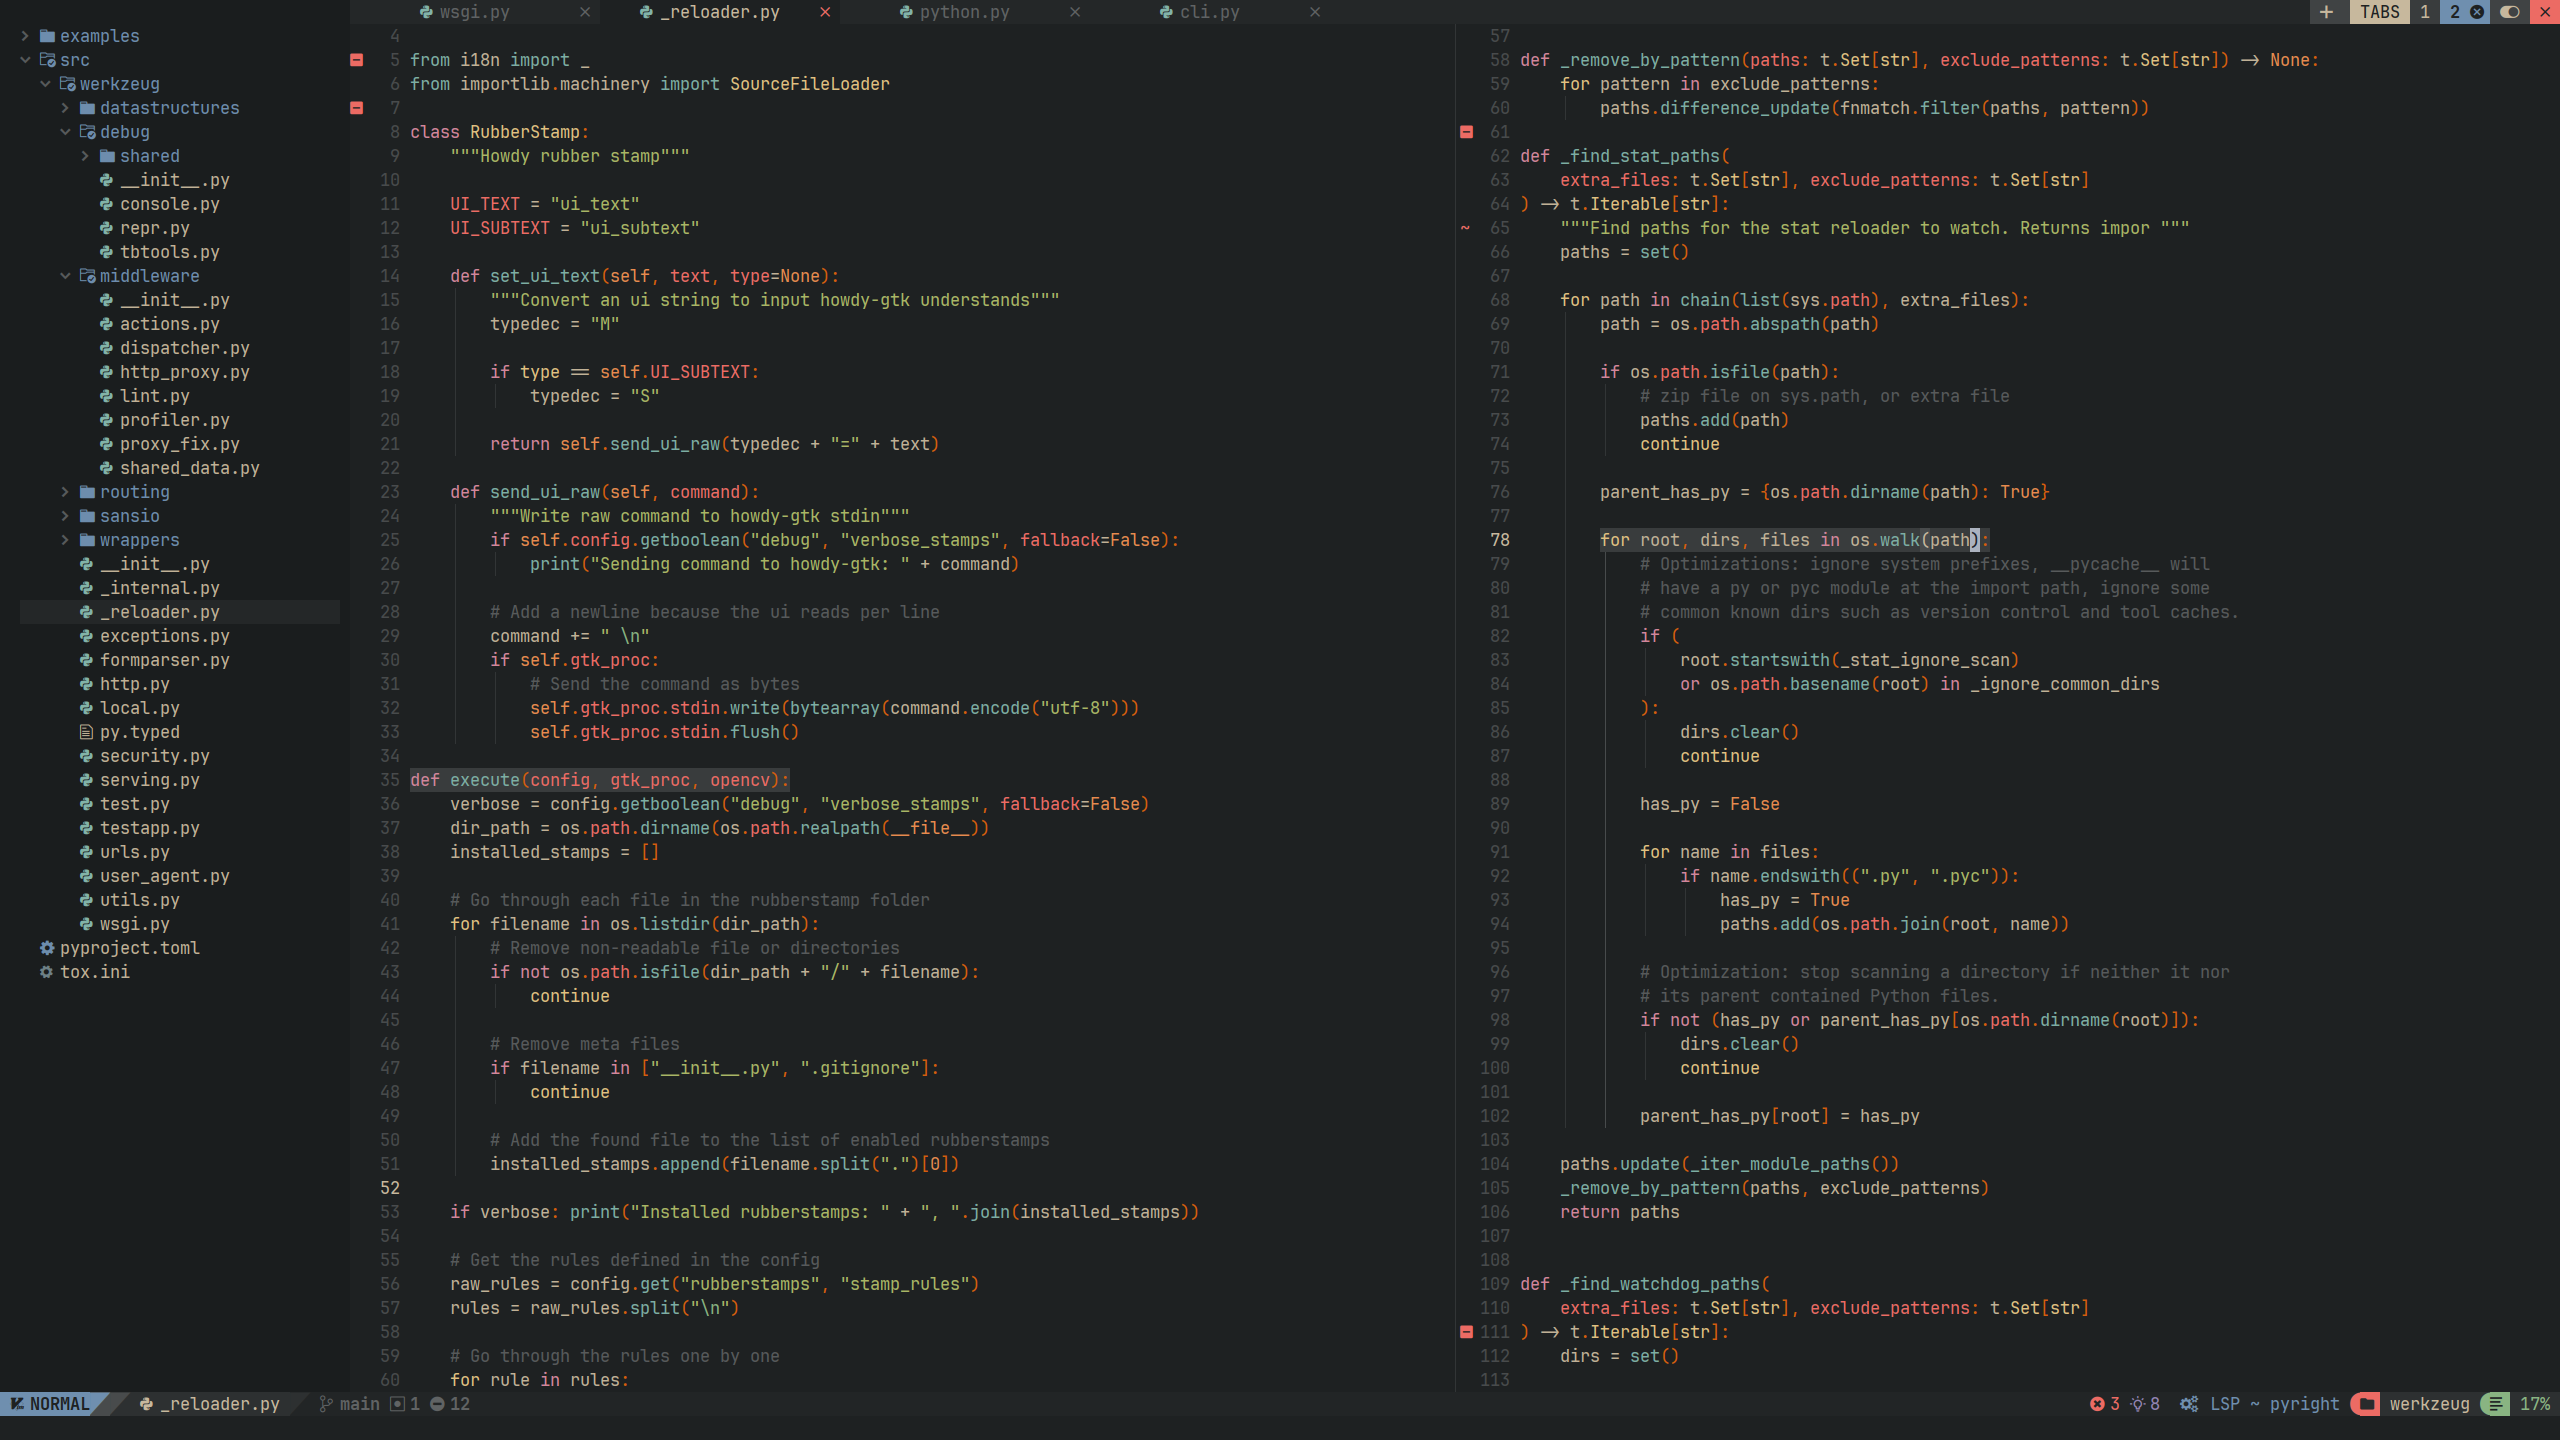 wsgi.py
_reloader.py
python.py
cli.py
TABS 1 2
examples
src
werkzeug
datastructures
debug
shared
__init__.py
console.py
repr.py
tbtools.py
middleware
__init__.py
actions.py
dispatcher.py
http_proxy.py
lint.py
profiler.py
proxy_fix.py
shared_data.py
routing
sansio
wrappers
__init__.py
_internal.py
_reloader.py
exceptions.py
formparser.py
http.py
local.py
py.typed
security.py
serving.py
test.py
testapp.py
urls.py
user_agent.py
utils.py
wsgi.py
pyproject.toml
tox.ini
4
5 from i18n import _
6 from importlib.machinery import SourceFileLoader
7
8 class RubberStamp:
9     """Howdy rubber stamp"""
10
11     UI_TEXT = "ui_text"
12     UI_SUBTEXT = "ui_subtext"
13
14     def set_ui_text(self, text, type=None):
15         """Convert an ui string to input howdy-gtk understands"""
16         typedec = "M"
17
18         if type == self.UI_SUBTEXT:
19             typedec = "S"
20
21         return self.send_ui_raw(typedec + "=" + text)
22
23     def send_ui_raw(self, command):
24         """Write raw command to howdy-gtk stdin"""
25         if self.config.getboolean("debug", "verbose_stamps", fallback=False):
26             print("Sending command to howdy-gtk: " + command)
27
28         # Add a newline because the ui reads per line
29         command += " \n"
30         if self.gtk_proc:
31             # Send the command as bytes
32             self.gtk_proc.stdin.write(bytearray(command.encode("utf-8")))
33             self.gtk_proc.stdin.flush()
34
35 def execute(config, gtk_proc, opencv):
36     verbose = config.getboolean("debug", "verbose_stamps", fallback=False)
37     dir_path = os.path.dirname(os.path.realpath(__file__))
38     installed_stamps = []
39
40     # Go through each file in the rubberstamp folder
41     for filename in os.listdir(dir_path):
42         # Remove non-readable file or directories
43         if not os.path.isfile(dir_path + "/" + filename):
44             continue
45
46         # Remove meta files
47         if filename in ["__init__.py", ".gitignore"]:
48             continue
49
50         # Add the found file to the list of enabled rubberstamps
51         installed_stamps.append(filename.split(".")[0])
52
53     if verbose: print("Installed rubberstamps: " + ", ".join(installed_stamps))
54
55     # Get the rules defined in the config
56     raw_rules = config.get("rubberstamps", "stamp_rules")
57     rules = raw_rules.split("\n")
58
59     # Go through the rules one by one
60     for rule in rules:
57
58 def _remove_by_pattern(paths: t.Set[str], exclude_patterns: t.Set[str]) -> None:
59     for pattern in exclude_patterns:
60         paths.difference_update(fnmatch.filter(paths, pattern))
61
62 def _find_stat_paths(
63     extra_files: t.Set[str], exclude_patterns: t.Set[str]
64 ) -> t.Iterable[str]:
~ 65     """Find paths for the stat reloader to watch. Returns impor """
66     paths = set()
67
68     for path in chain(list(sys.path), extra_files):
69         path = os.path.abspath(path)
70
71         if os.path.isfile(path):
72             # zip file on sys.path, or extra file
73             paths.add(path)
74             continue
75
76         parent_has_py = {os.path.dirname(path): True}
77
78         for root, dirs, files in os.walk(path):
79             # Optimizations: ignore system prefixes, __pycache__ will
80             # have a py or pyc module at the import path, ignore some
81             # common known dirs such as version control and tool caches.
82             if (
83                 root.startswith(_stat_ignore_scan)
84                 or os.path.basename(root) in _ignore_common_dirs
85             ):
86                 dirs.clear()
87                 continue
88
89             has_py = False
90
91             for name in files:
92                 if name.endswith((".py", ".pyc")):
93                     has_py = True
94                     paths.add(os.path.join(root, name))
95
96             # Optimization: stop scanning a directory if neither it nor
97             # its parent contained Python files.
98             if not (has_py or parent_has_py[os.path.dirname(root)]):
99                 dirs.clear()
100                 continue
101
102             parent_has_py[root] = has_py
103
104     paths.update(_iter_module_paths())
105     _remove_by_pattern(paths, exclude_patterns)
106     return paths
107
108
109 def _find_watchdog_paths(
110     extra_files: t.Set[str], exclude_patterns: t.Set[str]
111 ) -> t.Iterable[str]:
112     dirs = set()
113
NORMAL _reloader.py main 1 12 3 8 LSP ~ pyright werkzeug 17%